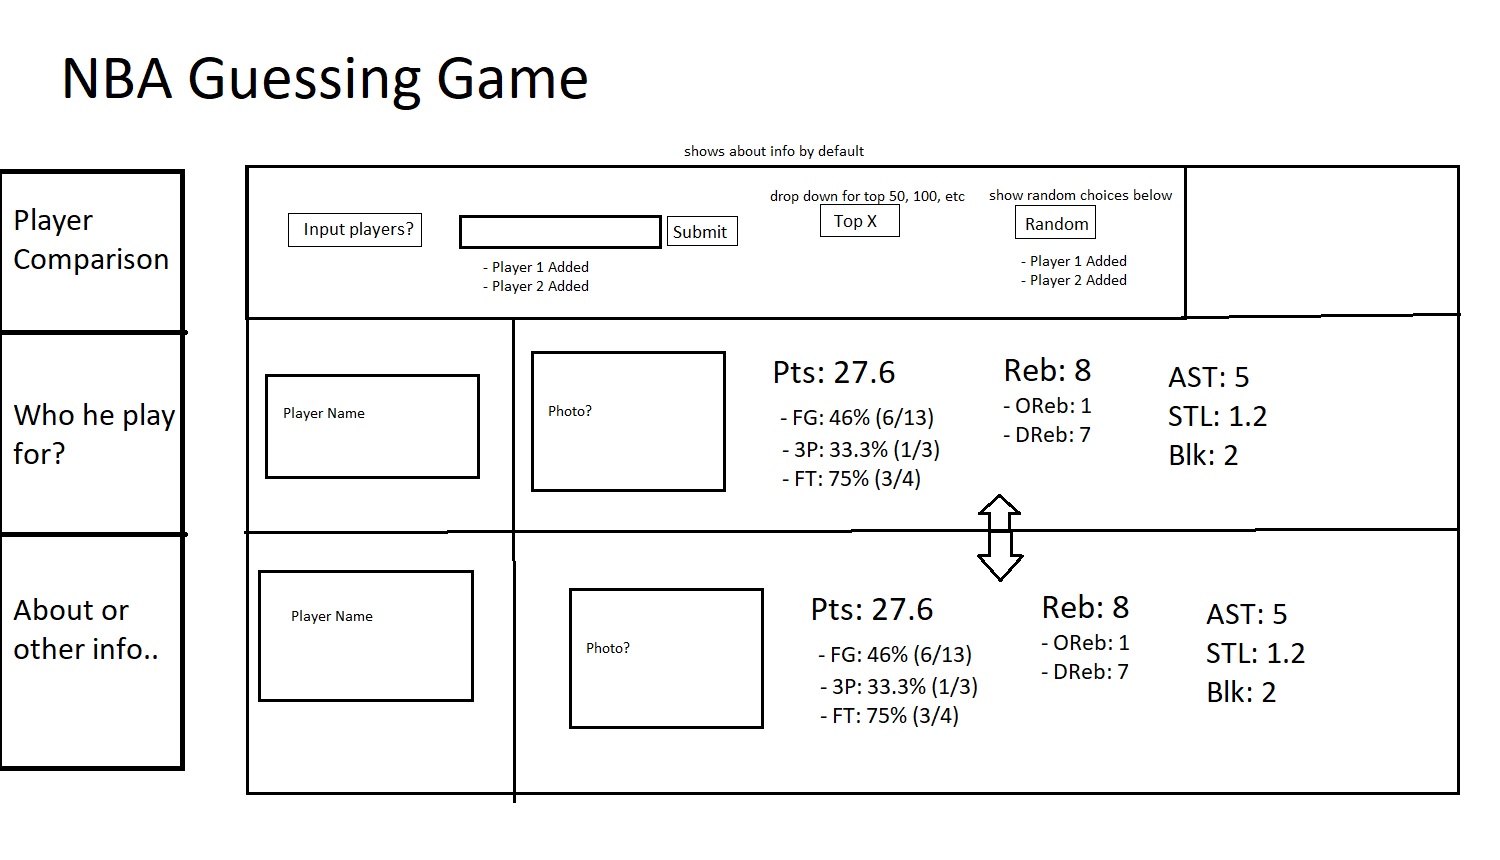 NBA Guessing Game
shows about info by default
Player
Comparison
Who he play
for?
About or
other info..
Input players?
Submit
- Player 1 Added
- Player 2 Added
drop down for top 50, 100, etc
Top X
show random choices below
Random
- Player 1 Added
- Player 2 Added
Player Name
Photo?
Pts: 27.6
- FG: 46% (6/13)
- 3P: 33.3% (1/3)
- FT: 75% (3/4)
Reb: 8
- OReb: 1
- DReb: 7
AST: 5
STL: 1.2
Blk: 2
Player Name
Photo?
Pts: 27.6
- FG: 46% (6/13)
- 3P: 33.3% (1/3)
- FT: 75% (3/4)
Reb: 8
- OReb: 1
- DReb: 7
AST: 5
STL: 1.2
Blk: 2